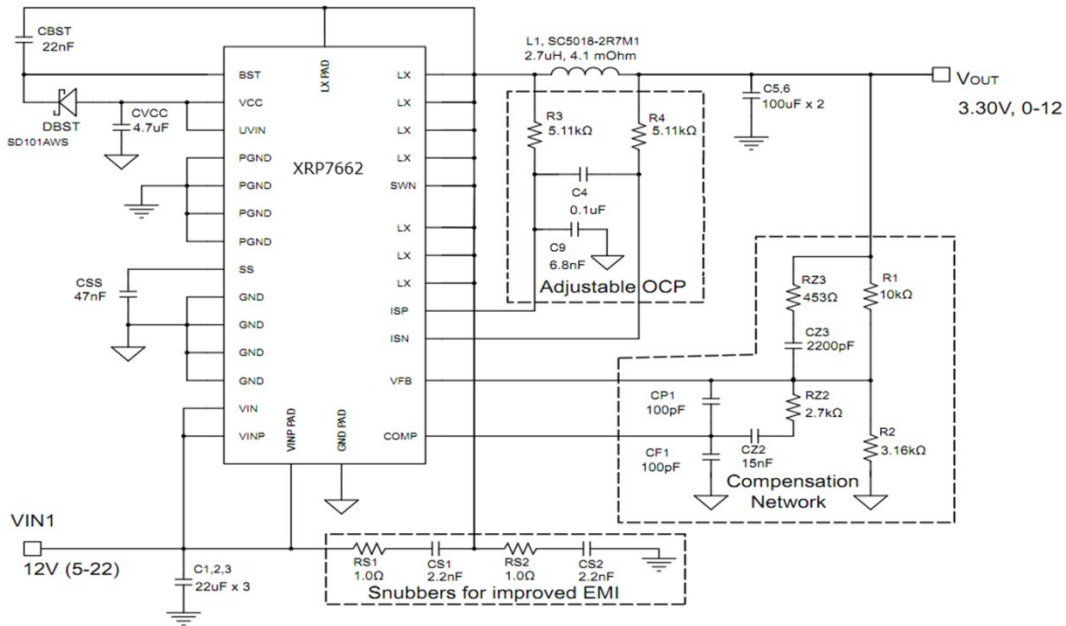 CBST
22nF
DBST
SD101AWS
CVCC
4.7uF
CSS
47nF
LX PAD
BST
VCC
UVIN
PGND
PGND
PGND
PGND
SS
GND
GND
GND
GND
VIN
VINP
XRP7662
LX
LX
LX
LX
SWN
LX
LX
LX
ISP
ISN
VFB
COMP
VINP PAD
GND PAD
L1, SC5018-2R7M1
2.7uH, 4.1 mOhm
R3
5.11kΩ
R4
5.11kΩ
C4
0.1uF
C9
6.8nF
Adjustable OCP
C5,6
100uF x 2
VOUT
3.30V, 0-12
RZ3
453Ω
R1
10kΩ
CZ3
2200pF
CP1
100pF
RZ2
2.7kΩ
CF1
100pF
CZ2
15nF
R2
3.16kΩ
Compensation
Network
VIN1
12V (5-22)
C1,2,3
22uF x 3
RS1
1.0Ω
CS1
2.2nF
RS2
1.0Ω
CS2
2.2nF
Snubbers for improved EMI